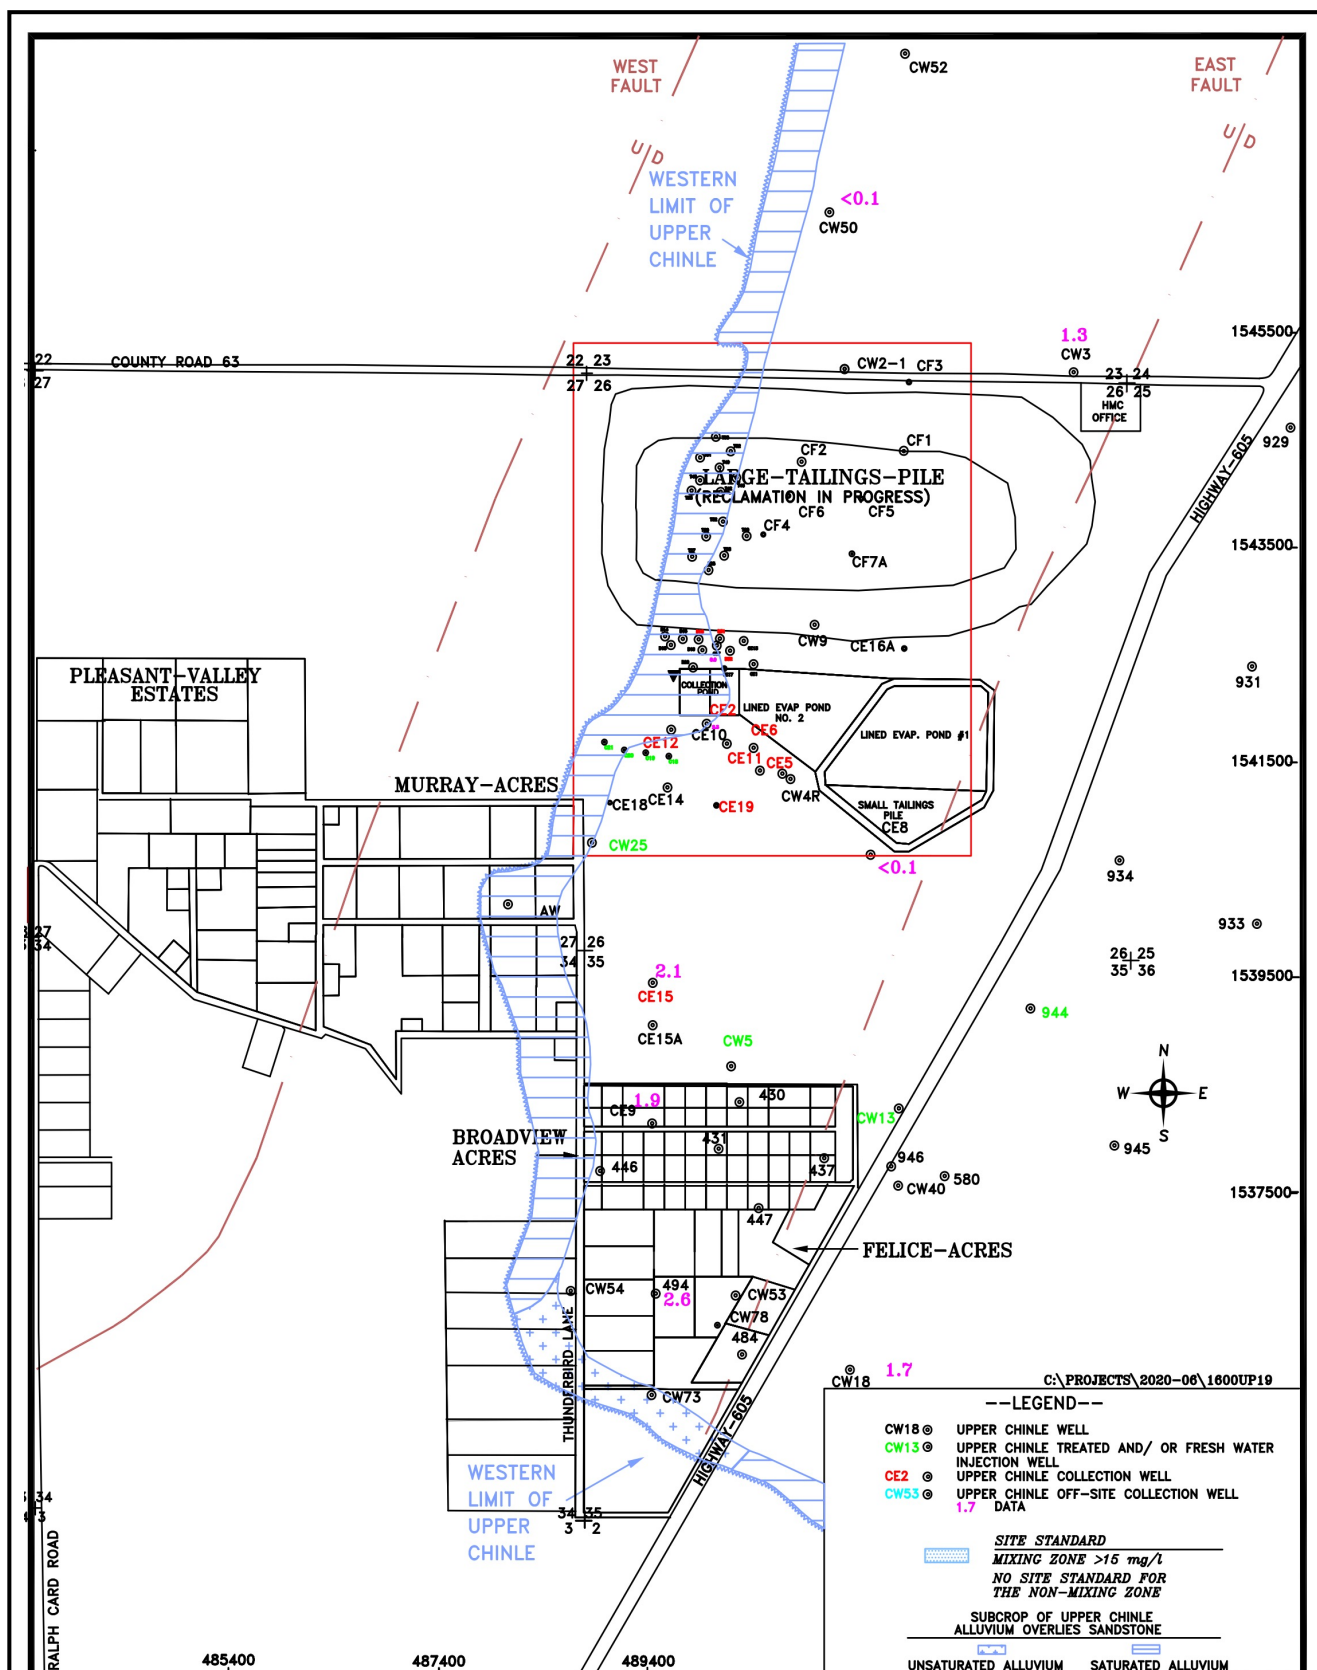 WEST
FAULT
EAST
FAULT
CW52
U/D
U/D
WESTERN
LIMIT OF
UPPER
CHINLE
<0.1
CW50
1545500
1.3
CW3
22
27
COUNTY ROAD 63
22 23
27 26
CW2-1
CF3
23 24
26 25
HMC
OFFICE
929
HIGHWAY-605
CF2
CF1
LARGE-TAILINGS-PILE
(RECLAMATION IN PROGRESS)
CF6
CF5
CF4
1543500
CF7A
CW9
CE16A
931
PLEASANT-VALLEY
ESTATES
COLLECTION
POND
CE2
LINED EVAP POND
NO. 2
CE10
CE6
LINED EVAP. POND #1
CE12
CE11
CE5
1541500
MURRAY-ACRES
CW4R
CE18
CE14
CE19
SMALL TAILINGS
PILE
CE8
CW25
<0.1
934
AW
933
27
34
27 26
34 35
26 25
35 36
2.1
CE15
1539500
944
CE15A
CW5
N
W E
S
1.9
CE9
430
CW13
BROADVIEW
ACRES
431
446
437
946
945
580
CW40
1537500
447
FELICE-ACRES
CW54
494
2.6
CW53
CW78
484
THUNDERBIRD LANE
CW18
1.7
C:\PROJECTS\2020-06\1600UP19
CW73
HIGHWAY-605
--LEGEND--
CW18 UPPER CHINLE WELL
CW13 UPPER CHINLE TREATED AND/ OR FRESH WATER
INJECTION WELL
CE2 UPPER CHINLE COLLECTION WELL
CW53 UPPER CHINLE OFF-SITE COLLECTION WELL
1.7 DATA
WESTERN
LIMIT OF
UPPER
CHINLE
34
3
34 35
3 2
SITE STANDARD
MIXING ZONE >15 mg/l
NO SITE STANDARD FOR
THE NON-MIXING ZONE
SUBCROP OF UPPER CHINLE
ALLUVIUM OVERLIES SANDSTONE
UNSATURATED ALLUVIUM SATURATED ALLUVIUM
RALPH CARD ROAD
485400
487400
489400